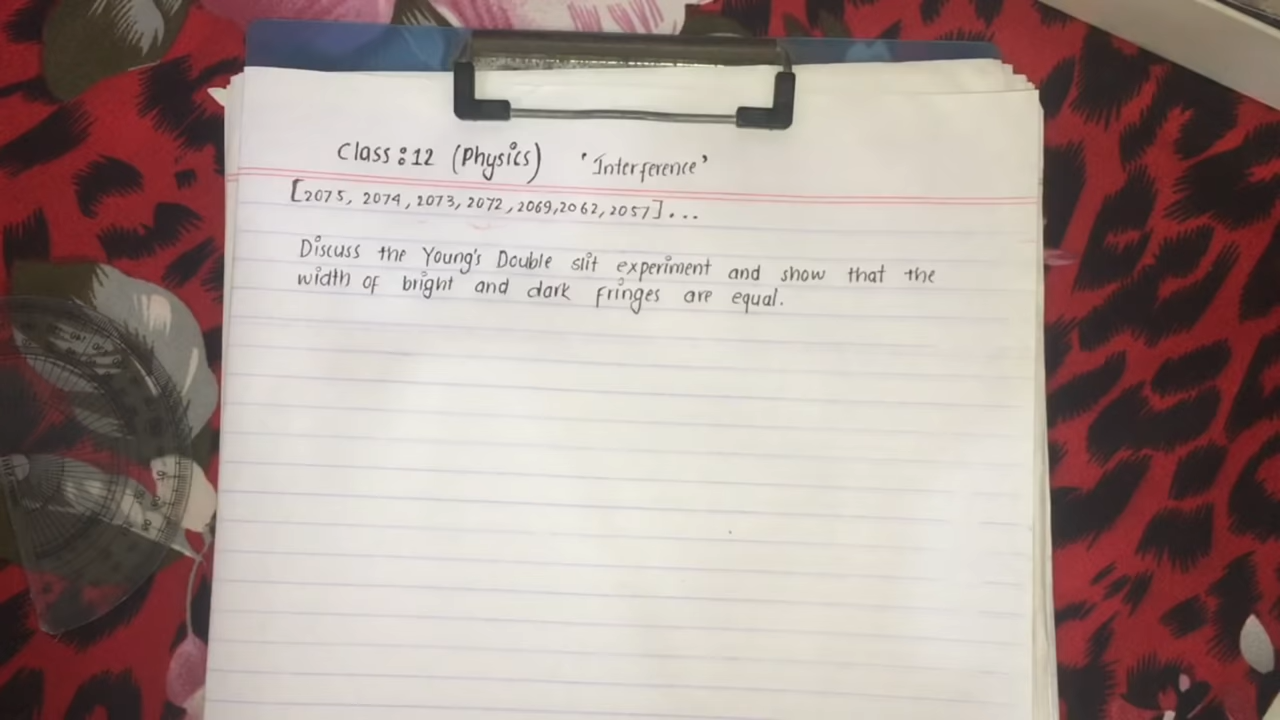 Class : 12 (Physics) 'Interference'
[2075, 2074, 2073, 2072, 2069, 2062, 2057]...
Discuss the Young's Double slit experiment and show that the
width of bright and dark fringes are equal.